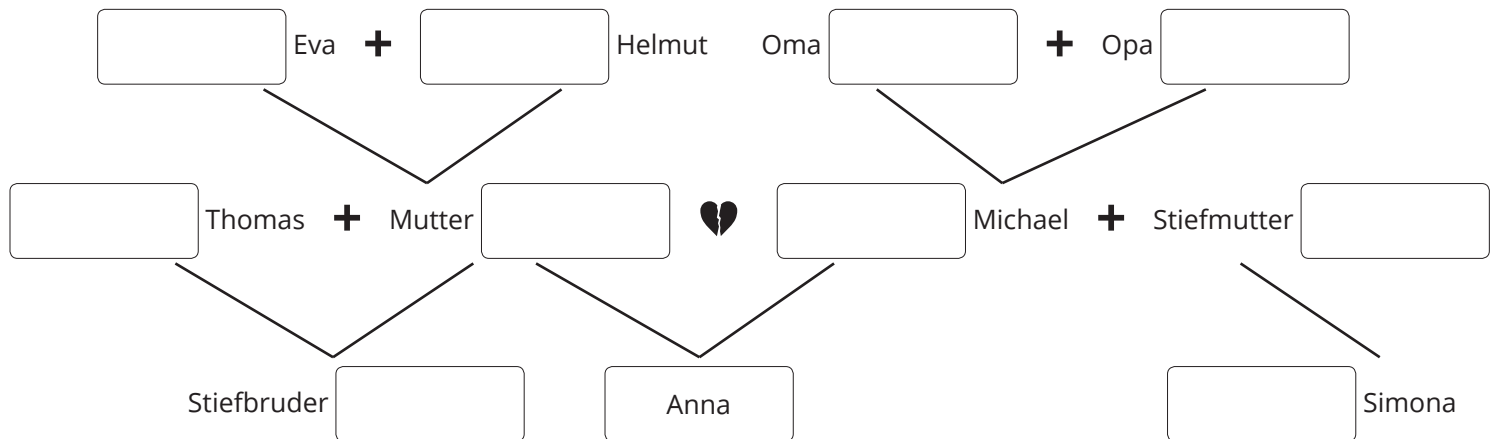 Eva + Helmut Oma + Opa
Thomas + Mutter Michael + Stiefmutter
Stiefbruder Anna Simona